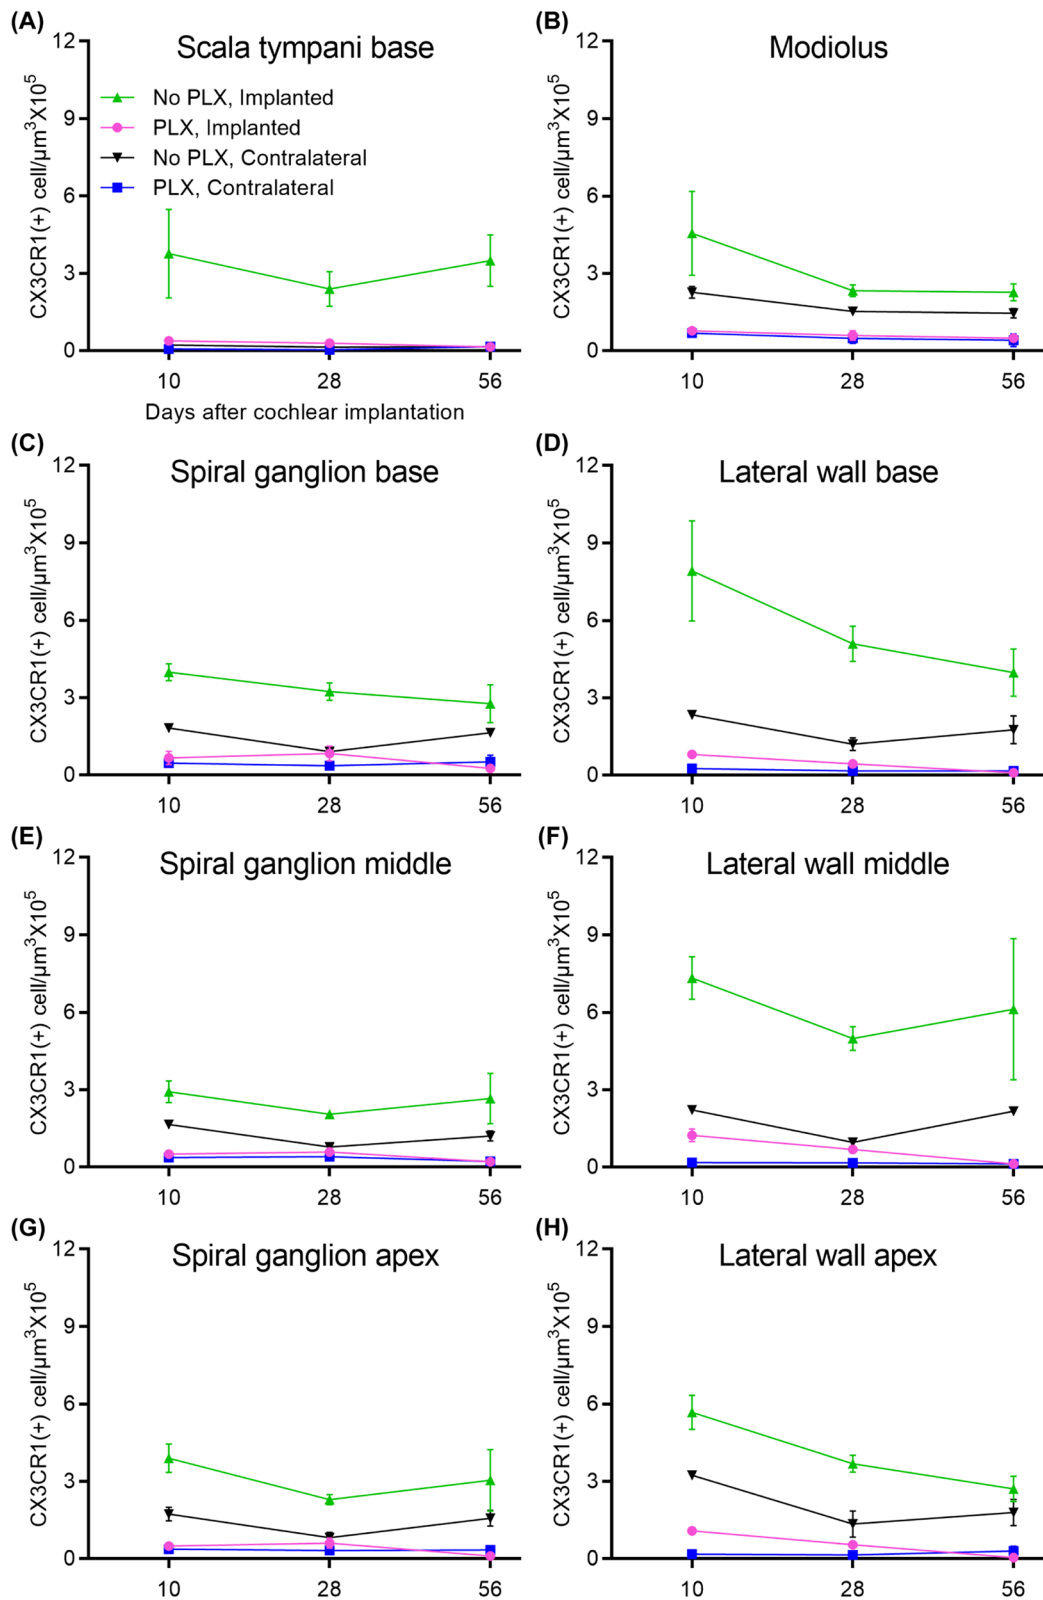 (A)
Scala tympani base
CX3CR1(+) cell/µm³X10⁵
12
9
6
3
0
No PLX, Implanted
PLX, Implanted
No PLX, Contralateral
PLX, Contralateral
10 28 56
Days after cochlear implantation
(B)
Modiolus
CX3CR1(+) cell/µm³X10⁵
12
9
6
3
0
10 28 56
(C)
Spiral ganglion base
CX3CR1(+) cell/µm³X10⁵
12
9
6
3
0
10 28 56
(D)
Lateral wall base
CX3CR1(+) cell/µm³X10⁵
12
9
6
3
0
10 28 56
(E)
Spiral ganglion middle
CX3CR1(+) cell/µm³X10⁵
12
9
6
3
0
10 28 56
(F)
Lateral wall middle
CX3CR1(+) cell/µm³X10⁵
12
9
6
3
0
10 28 56
(G)
Spiral ganglion apex
CX3CR1(+) cell/µm³X10⁵
12
9
6
3
0
10 28 56
(H)
Lateral wall apex
CX3CR1(+) cell/µm³X10⁵
12
9
6
3
0
10 28 56